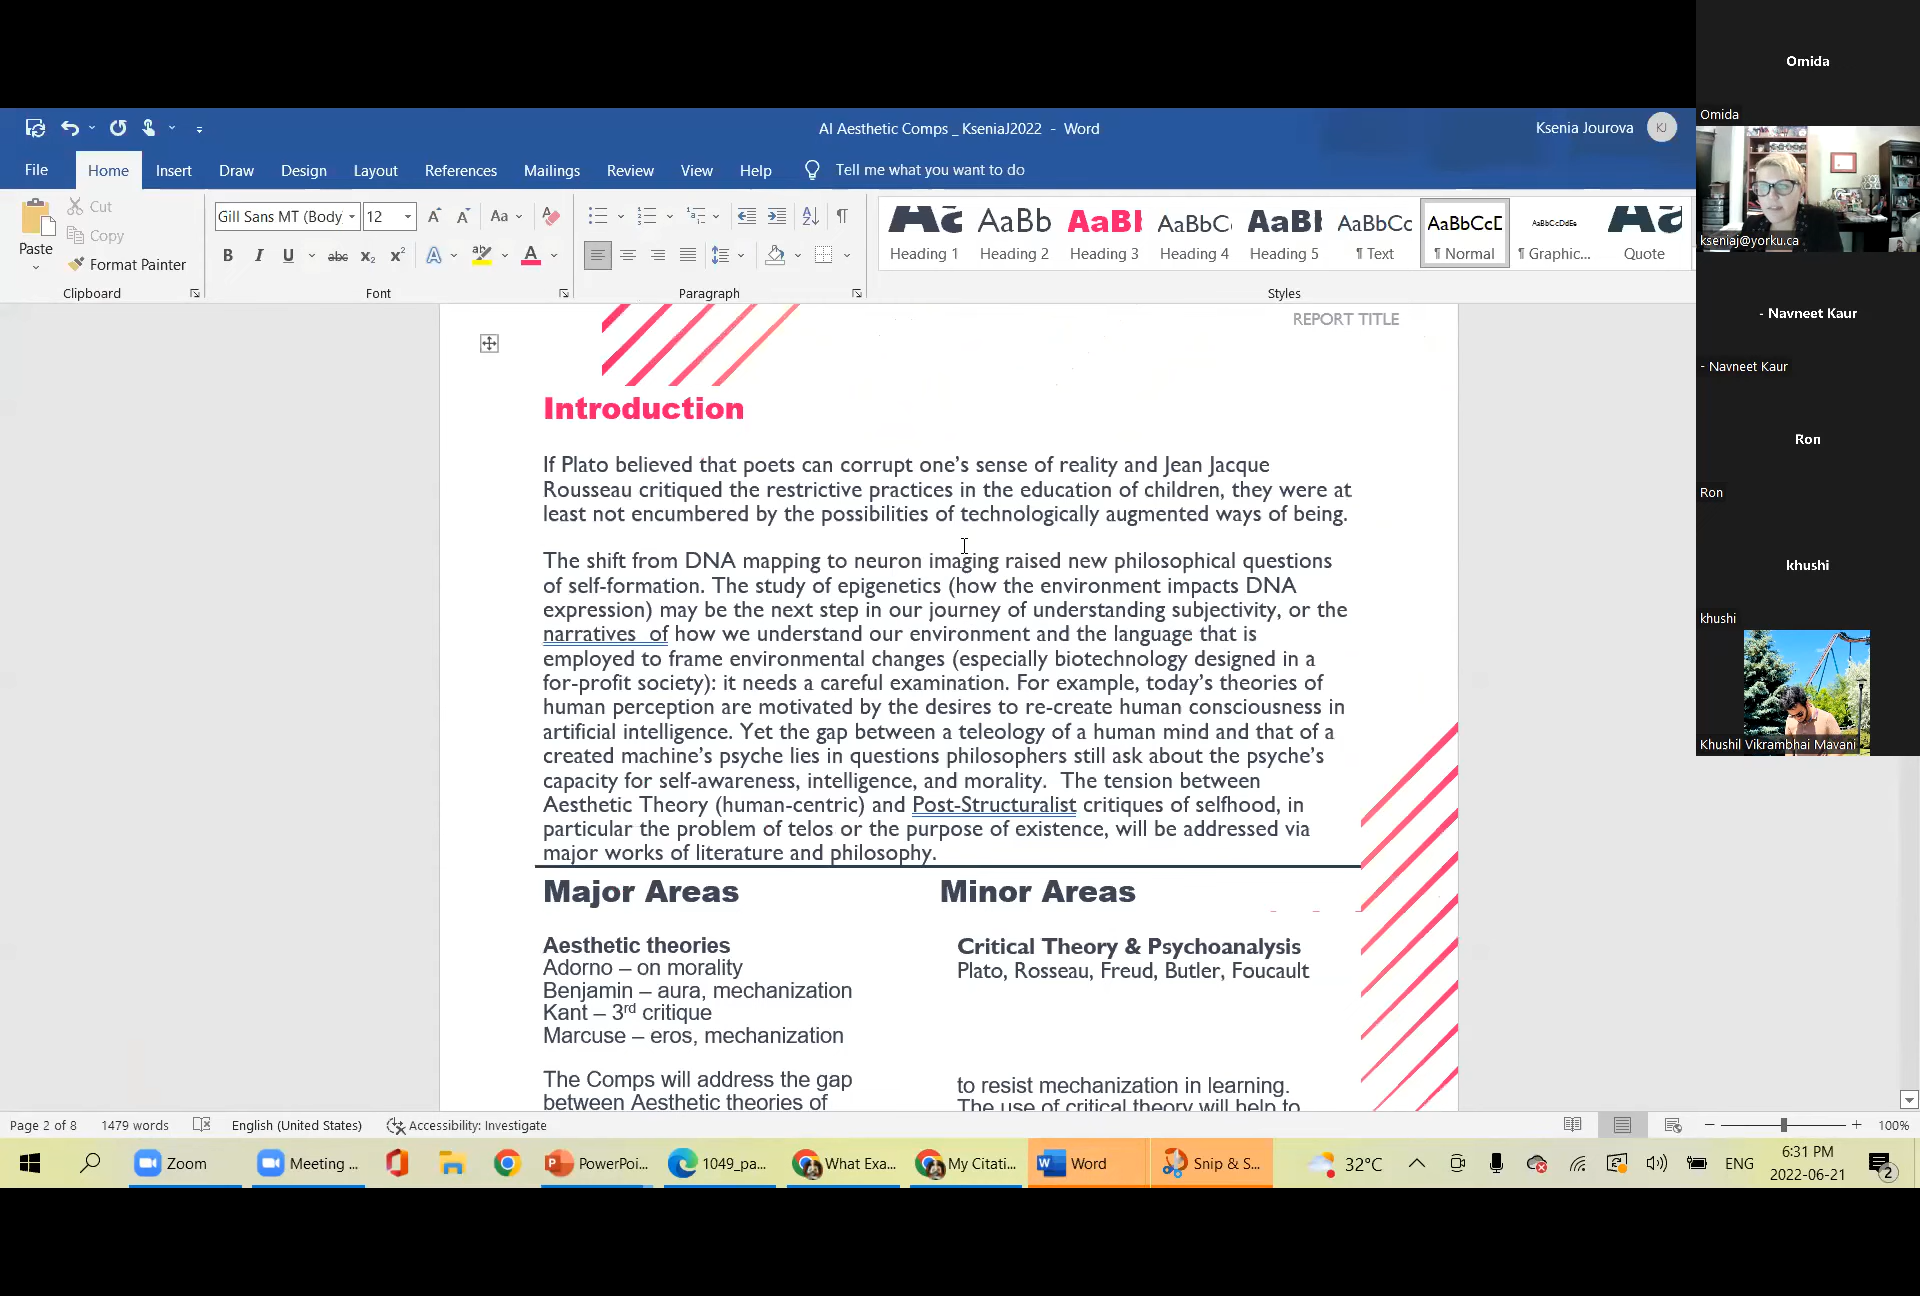 AI Aesthetic Comps _ KseniaJ2022 - Word
Ksenia Jourova
KJ
File
Home
Insert
Draw
Design
Layout
References
Mailings
Review
View
Help
Tell me what you want to do
Paste
Cut
Copy
Format Painter
Clipboard
Gill Sans MT (Body
12
Font
Paragraph
Heading 1
AaBb
Heading 2
AaBl
Heading 3
AaBbC
Heading 4
AaBl
Heading 5
AaBbCc
¶ Text
AaBbCcD
¶ Normal
AaBbCcDdEe
¶ Graphic...
Quote
Styles
REPORT TITLE
Introduction
If Plato believed that poets can corrupt one’s sense of reality and Jean Jacque
Rousseau critiqued the restrictive practices in the education of children, they were at
least not encumbered by the possibilities of technologically augmented ways of being.
The shift from DNA mapping to neuron imaging raised new philosophical questions
of self-formation. The study of epigenetics (how the environment impacts DNA
expression) may be the next step in our journey of understanding subjectivity, or the
narratives  of how we understand our environment and the language that is
employed to frame environmental changes (especially biotechnology designed in a
for-profit society): it needs a careful examination. For example, today’s theories of
human perception are motivated by the desires to re-create human consciousness in
artificial intelligence. Yet the gap between a teleology of a human mind and that of a
created machine’s psyche lies in questions philosophers still ask about the psyche’s
capacity for self-awareness, intelligence, and morality.  The tension between
Aesthetic Theory (human-centric) and Post-Structuralist critiques of selfhood, in
particular the problem of telos or the purpose of existence, will be addressed via
major works of literature and philosophy.
Major Areas
Aesthetic theories
Adorno – on morality
Benjamin – aura, mechanization
Kant – 3rd critique
Marcuse – eros, mechanization
The Comps will address the gap
between Aesthetic theories of
Minor Areas
Critical Theory & Psychoanalysis
Plato, Rosseau, Freud, Butler, Foucault
to resist mechanization in learning.
The use of critical theory will help to
Omida
Omida
kseniaj@yorku.ca
- Navneet Kaur
- Navneet Kaur
Ron
Ron
khushi
khushi
Khushil Vikrambhai Mavani
Page 2 of 8
1479 words
English (United States)
Accessibility: Investigate
100%
Zoom
Meeting ...
PowerPoi...
1049_pa...
What Exa...
My Citati...
Word
Snip & S...
32°C
ENG
6:31 PM
2022-06-21
2